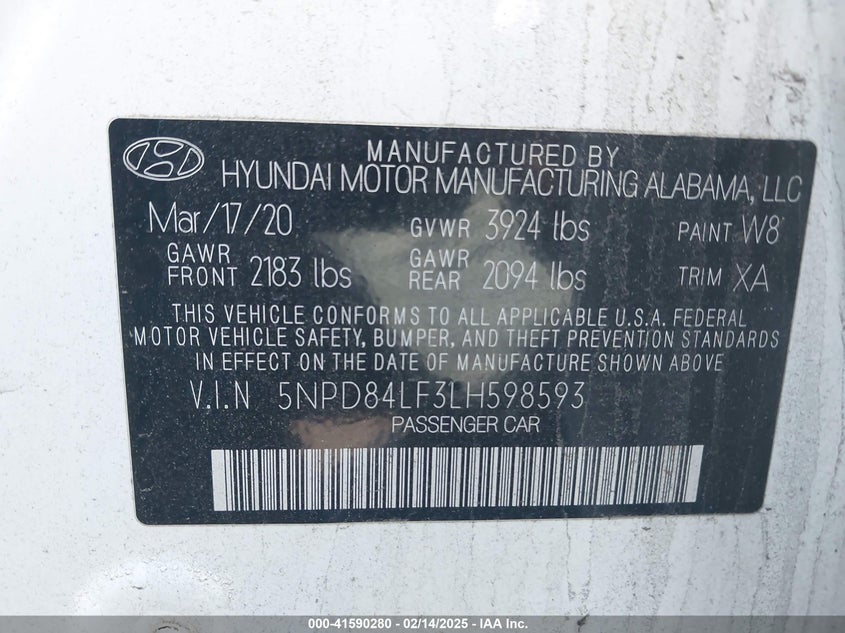 MANUFACTURED BY
HYUNDAI MOTOR MANUFACTURING ALABAMA, LLC
Mar/17/20 GVWR 3924 lbs PAINT W8
GAWR FRONT 2183 lbs GAWR REAR 2094 lbs TRIM XA
THIS VEHICLE CONFORMS TO ALL APPLICABLE U.S.A. FEDERAL
MOTOR VEHICLE SAFETY, BUMPER, AND THEFT PREVENTION STANDARDS
IN EFFECT ON THE DATE OF MANUFACTURE SHOWN ABOVE
V.I.N 5NPD84LF3LH598593
PASSENGER CAR
000-41590280 - 02/14/2025 - IAA Inc.